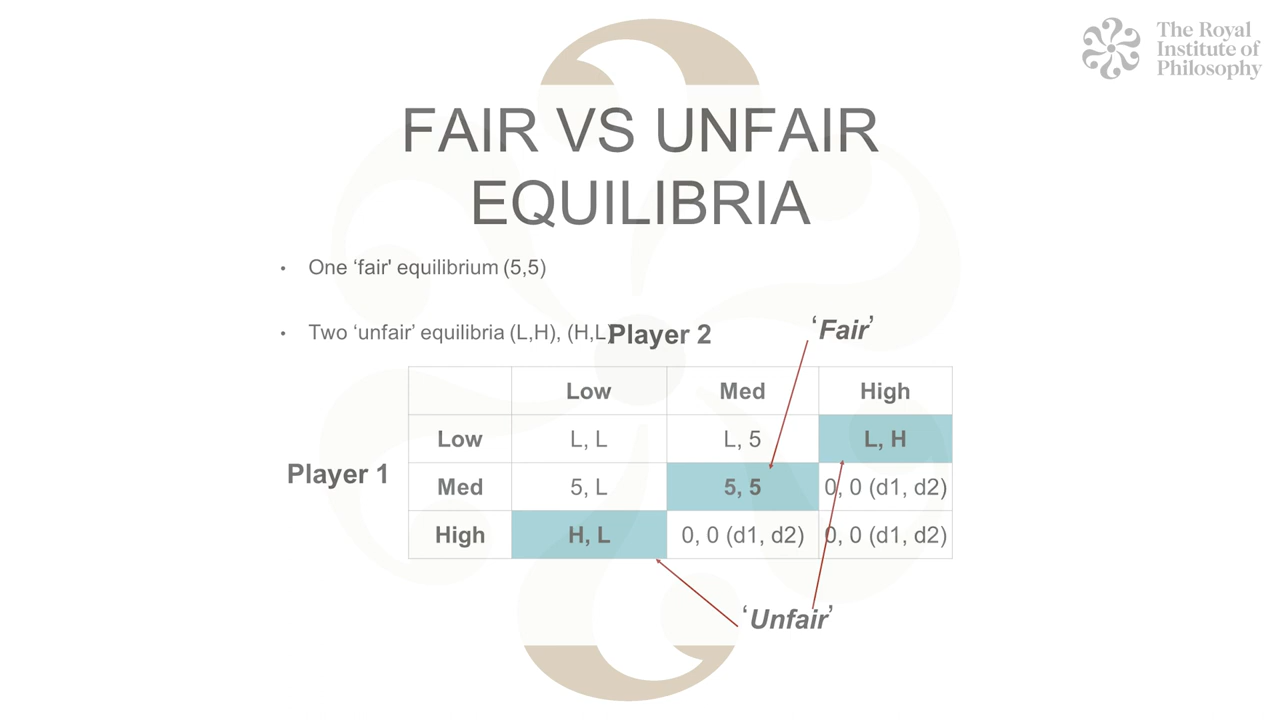 The Royal
Institute of
Philosophy
FAIR VS UNFAIR
EQUILIBRIA
• One ‘fair' equilibrium (5,5)
• Two ‘unfair’ equilibria (L,H), (H,L)
Player 2
‘Fair’
Low Med High
Low L, L L, 5 L, H
Player 1
Med 5, L 5, 5 0, 0 (d1, d2)
High H, L 0, 0 (d1, d2) 0, 0 (d1, d2)
‘Unfair’